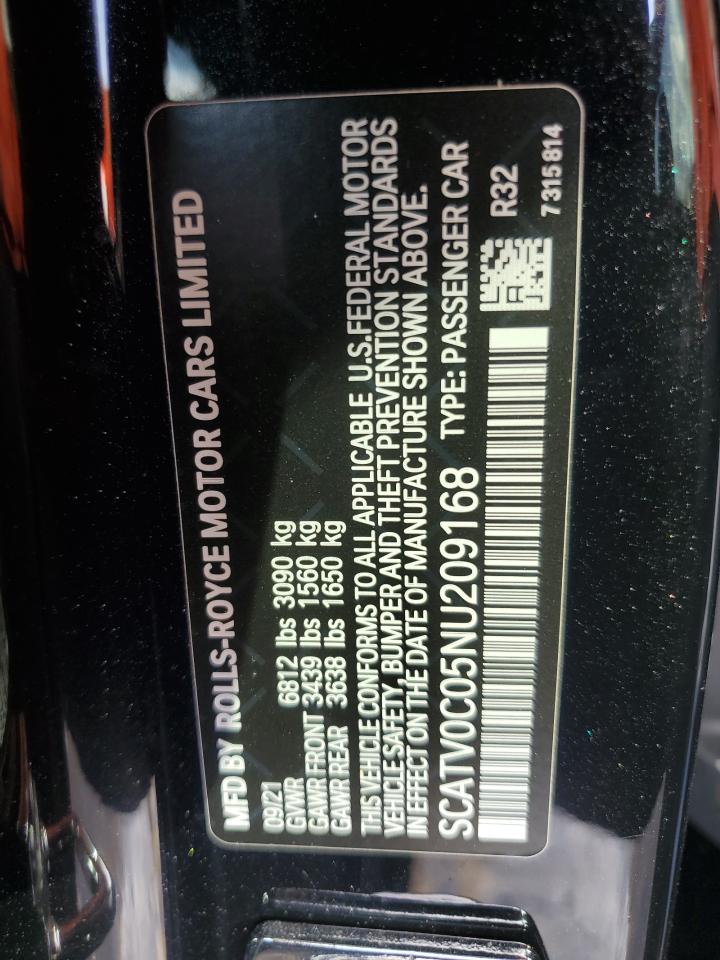 MFD BY ROLLS-ROYCE MOTOR CARS LIMITED
09/21
GVWR 6812 lbs 3090 kg
GAWR FRONT 3439 lbs 1560 kg
GAWR REAR 3638 lbs 1650 kg
THIS VEHICLE CONFORMS TO ALL APPLICABLE U.S.FEDERAL MOTOR
VEHICLE SAFETY, BUMPER AND THEFT PREVENTION STANDARDS
IN EFFECT ON THE DATE OF MANUFACTURE SHOWN ABOVE.
SCATV0C05NU209168 TYPE: PASSENGER CAR
R32
7315814